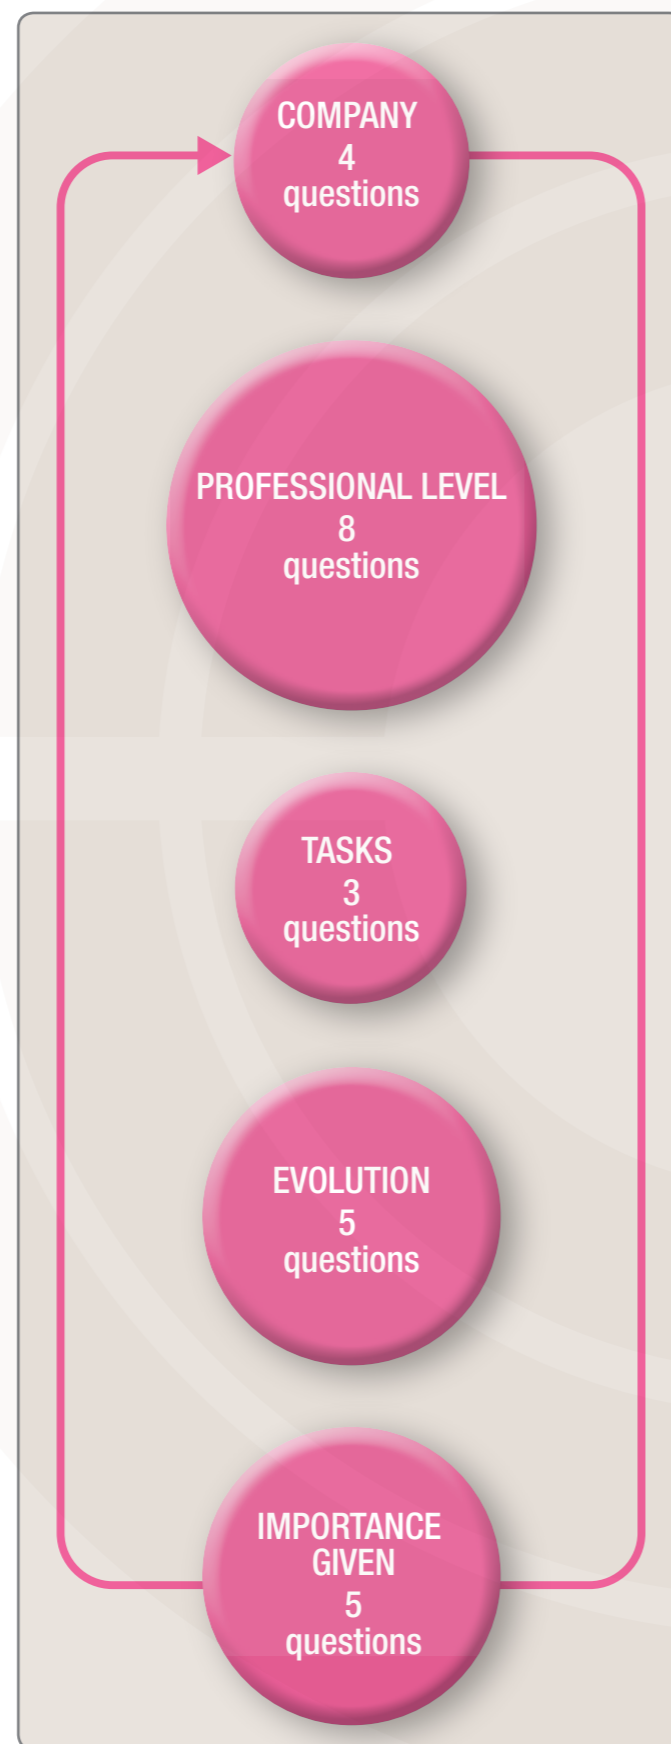 COMPANY
4
questions
PROFESSIONAL LEVEL
8
questions
TASKS
3
questions
EVOLUTION
5
questions
IMPORTANCE
GIVEN
5
questions